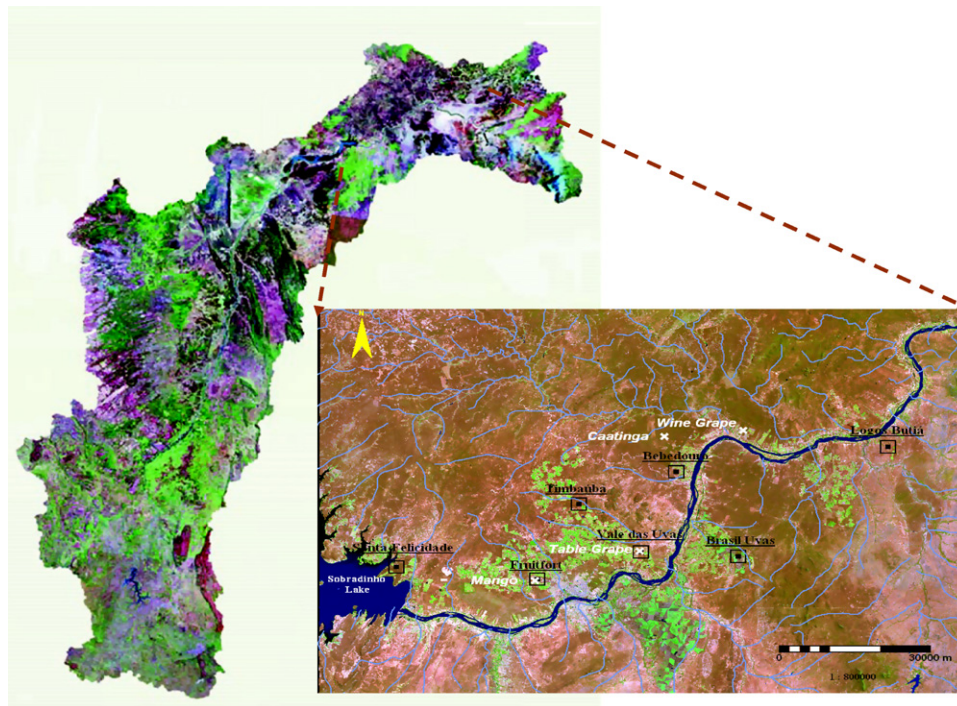 Wine Grape
Caatinga
Logos Butiá
Bebedouro
Timbaúba
Vale das Uvas
Table Grape
Brasil Uvas
Santa Felicidade
Fruitfort
Mango
Sobradinho
Lake
30000 m
1 : 800000